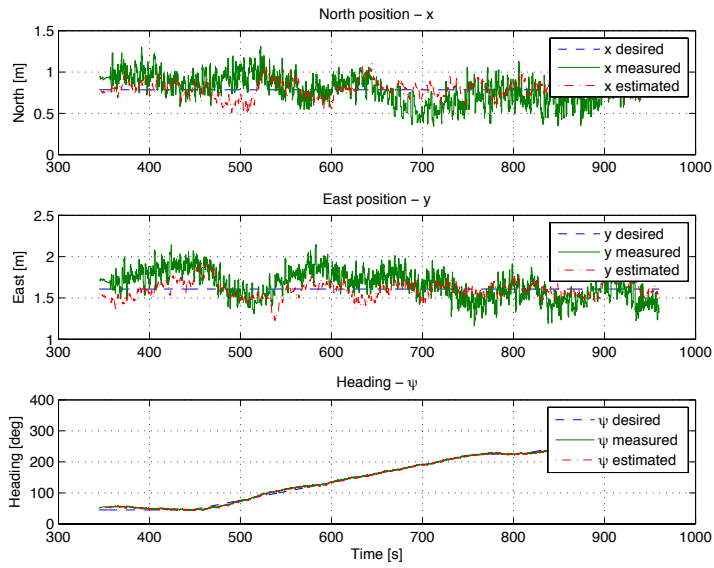 North position – x
North [m]
1.5
1
0.5
0
x desired
x measured
x estimated
300 400 500 600 700 800 900 1000
East position – y
East [m]
2.5
2
1.5
1
y desired
y measured
y estimated
300 400 500 600 700 800 900 1000
Heading – ψ
Heading [deg]
400
300
200
100
0
ψ desired
ψ measured
ψ estimated
300 400 500 600 700 800 900 1000
Time [s]